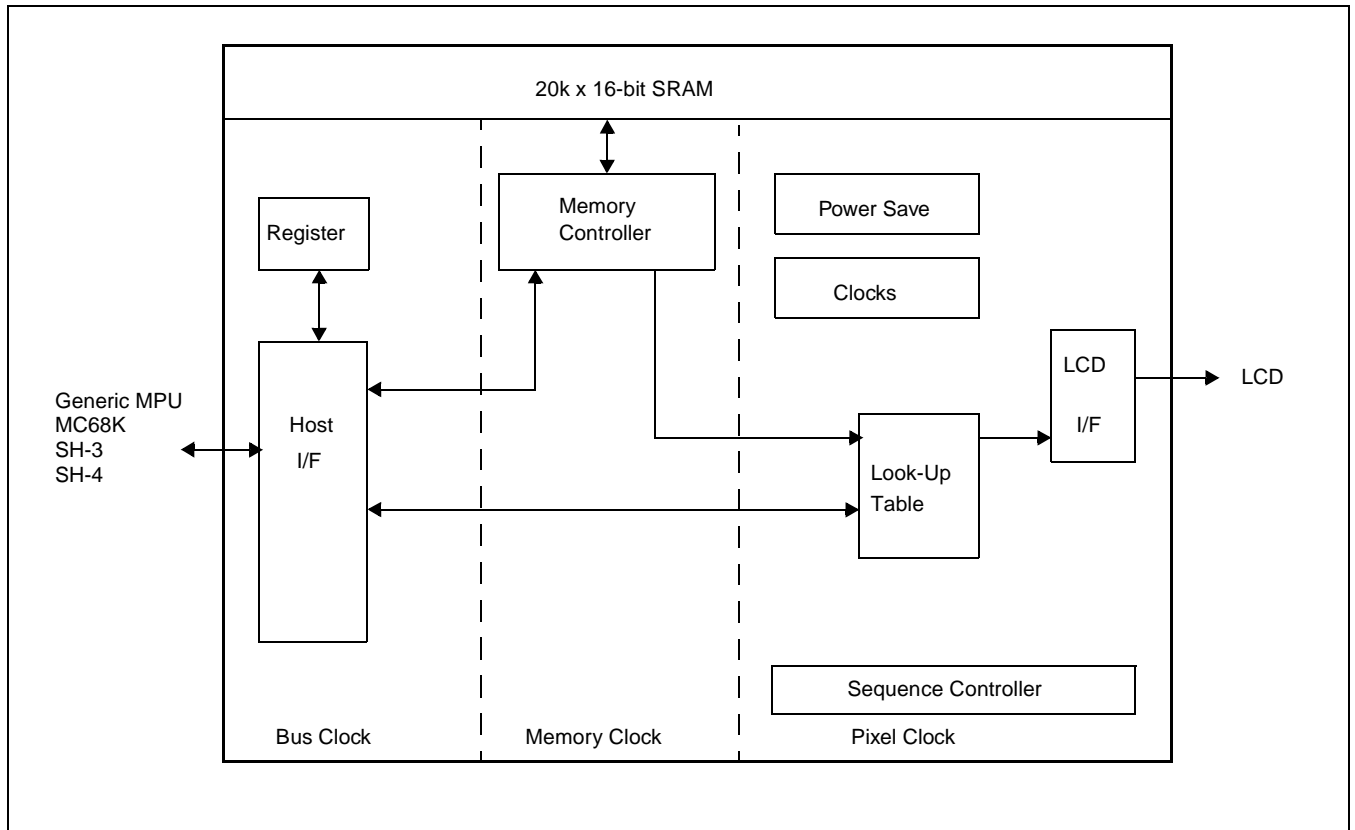 20k x 16-bit SRAM
Memory
Controller
Power Save
Register
Clocks
LCD
I/F
LCD
Generic MPU
MC68K
SH-3
SH-4
Host
I/F
Look-Up
Table
Sequence Controller
Bus Clock
Memory Clock
Pixel Clock